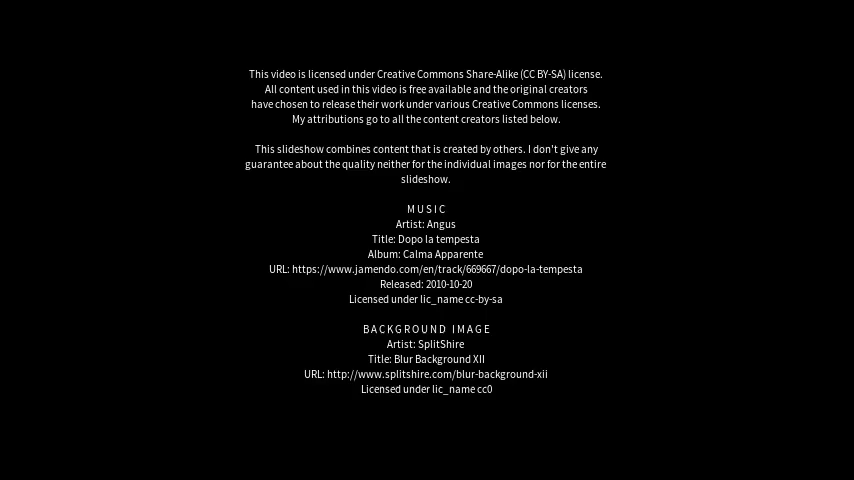 This video is licensed under Creative Commons Share-Alike (CC BY-SA) license.
All content used in this video is free available and the original creators
have chosen to release their work under various Creative Commons licenses.
My attributions go to all the content creators listed below.
This slideshow combines content that is created by others. I don't give any
guarantee about the quality neither for the individual images nor for the entire
slideshow.
MUSIC
Artist: Angus
Title: Dopo la tempesta
Album: Calma Apparente
URL: https://www.jamendo.com/en/track/669667/dopo-la-tempesta
Released: 2010-10-20
Licensed under lic_name cc-by-sa
BACKGROUND IMAGE
Artist: SplitShire
Title: Blur Background XII
URL: http://www.splitshire.com/blur-background-xii
Licensed under lic_name cc0